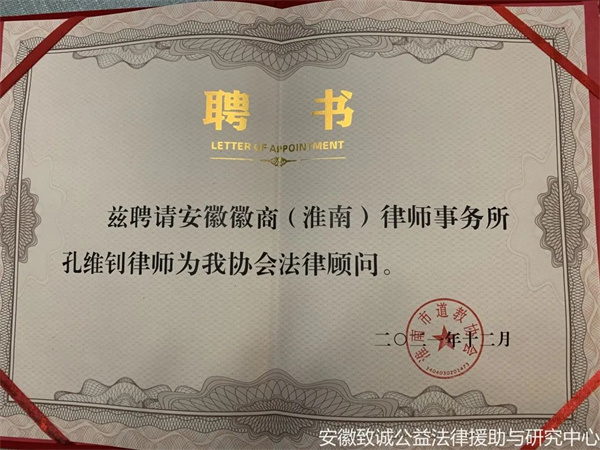 聘书
LETTER OF APPOINTMENT
兹聘请安徽徽商（淮南）律师事务所
孔维钊律师为我协会法律顾问。
二〇二一年十二月
淮南市道教协会
安徽致诚公益法律援助与研究中心